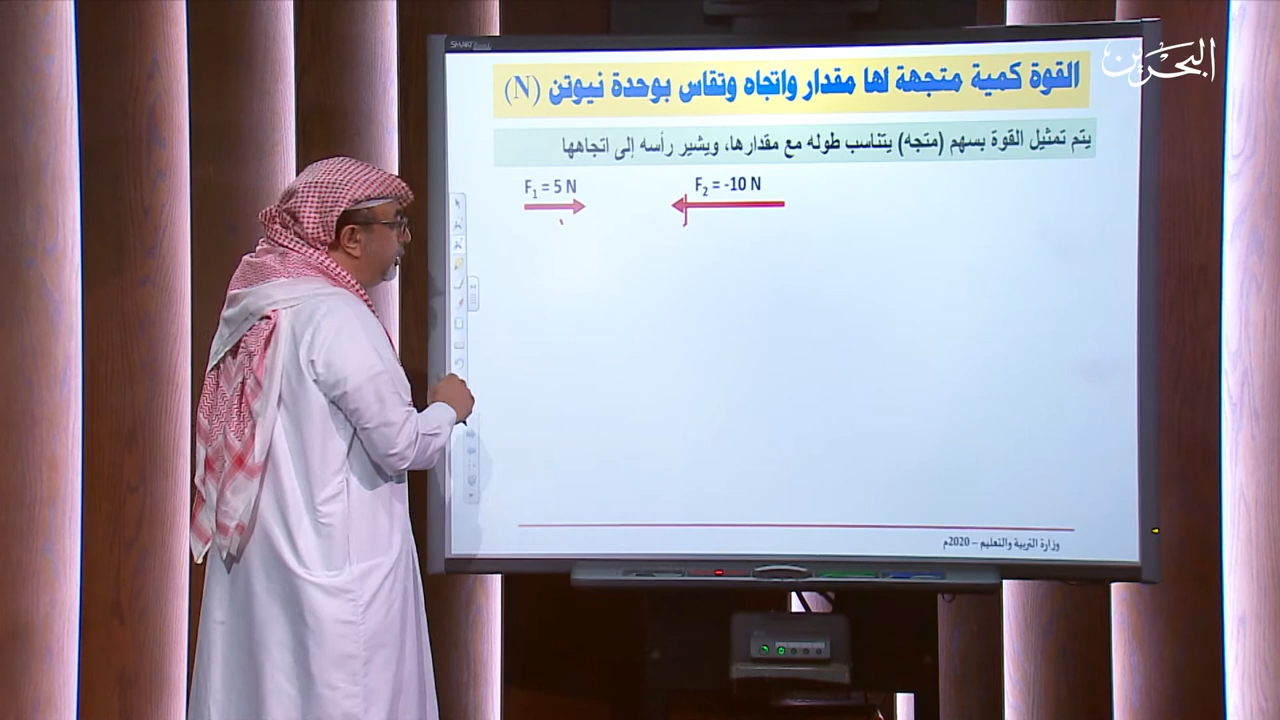 البحرين
SMART
القوة كمية متجهة لها مقدار واتجاه وتقاس بوحدة نيوتن (N)
يتم تمثيل القوة بسهم (متجه) يتناسب طوله مع مقدارها، ويشير رأسه إلى اتجاهها
F₁ = 5 N
F₂ = -10 N
وزارة التربية والتعليم – 2020م